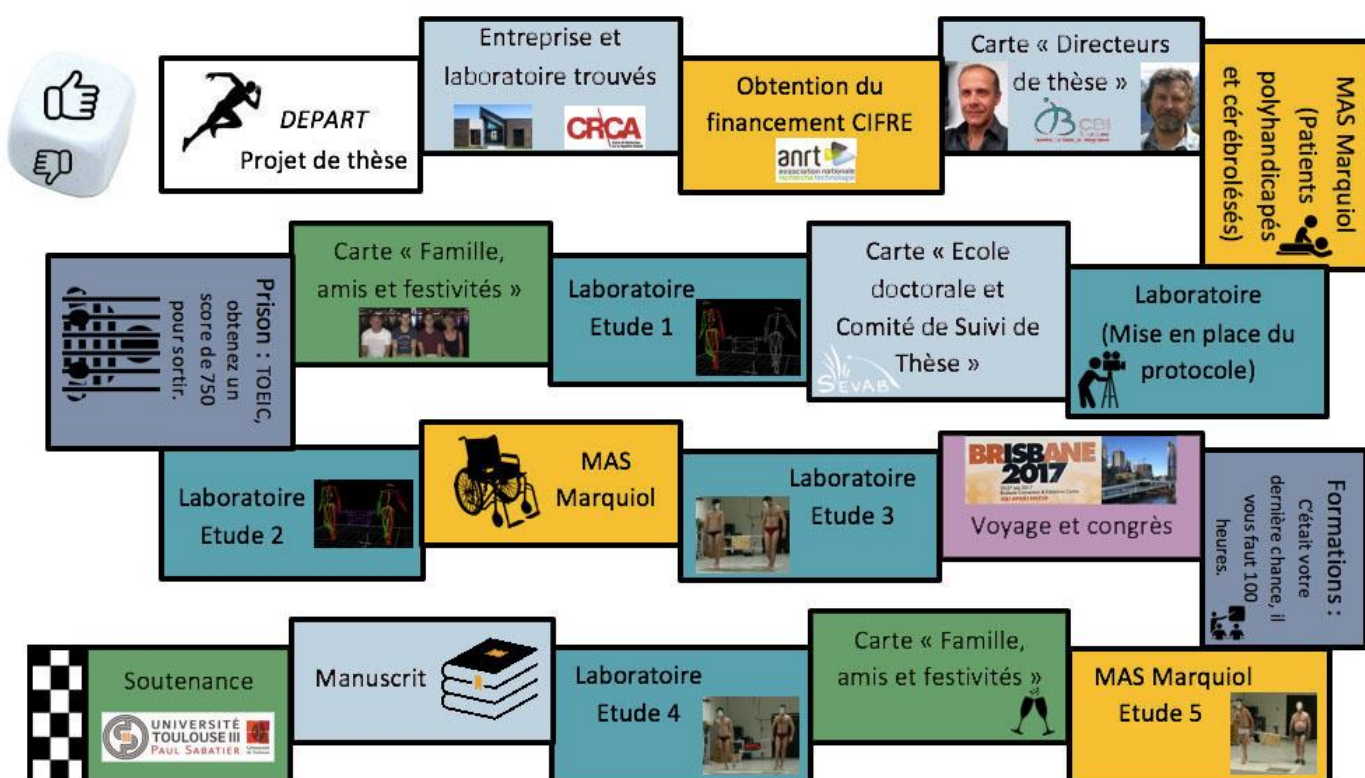 DEPART
Projet de thèse
Entreprise et
laboratoire trouvés
CRCA
Obtention du
financement CIFRE
anrt
association nationale
recherche technologie
Carte « Directeurs
de thèse »
CBI
MAS Marquiol
(Patients
polyhandicapés
et cérébrolésés)
Laboratoire
(Mise en place du
protocole)
Carte « Ecole
doctorale et
Comité de Suivi de
Thèse »
SEVAB
Laboratoire
Etude 1
Carte « Famille,
amis et festivités »
Prison : TOEIC,
obtenez un
score de 750
pour sortir.
Laboratoire
Etude 2
MAS
Marquiol
Laboratoire
Etude 3
BRISBANE
2017
Voyage et congrès
Formations :
C'était votre
dernière chance, il
vous faut 100
heures.
MAS Marquiol
Etude 5
Carte « Famille,
amis et festivités »
Laboratoire
Etude 4
Manuscrit
Soutenance
UNIVERSITÉ
TOULOUSE III
PAUL SABATIER